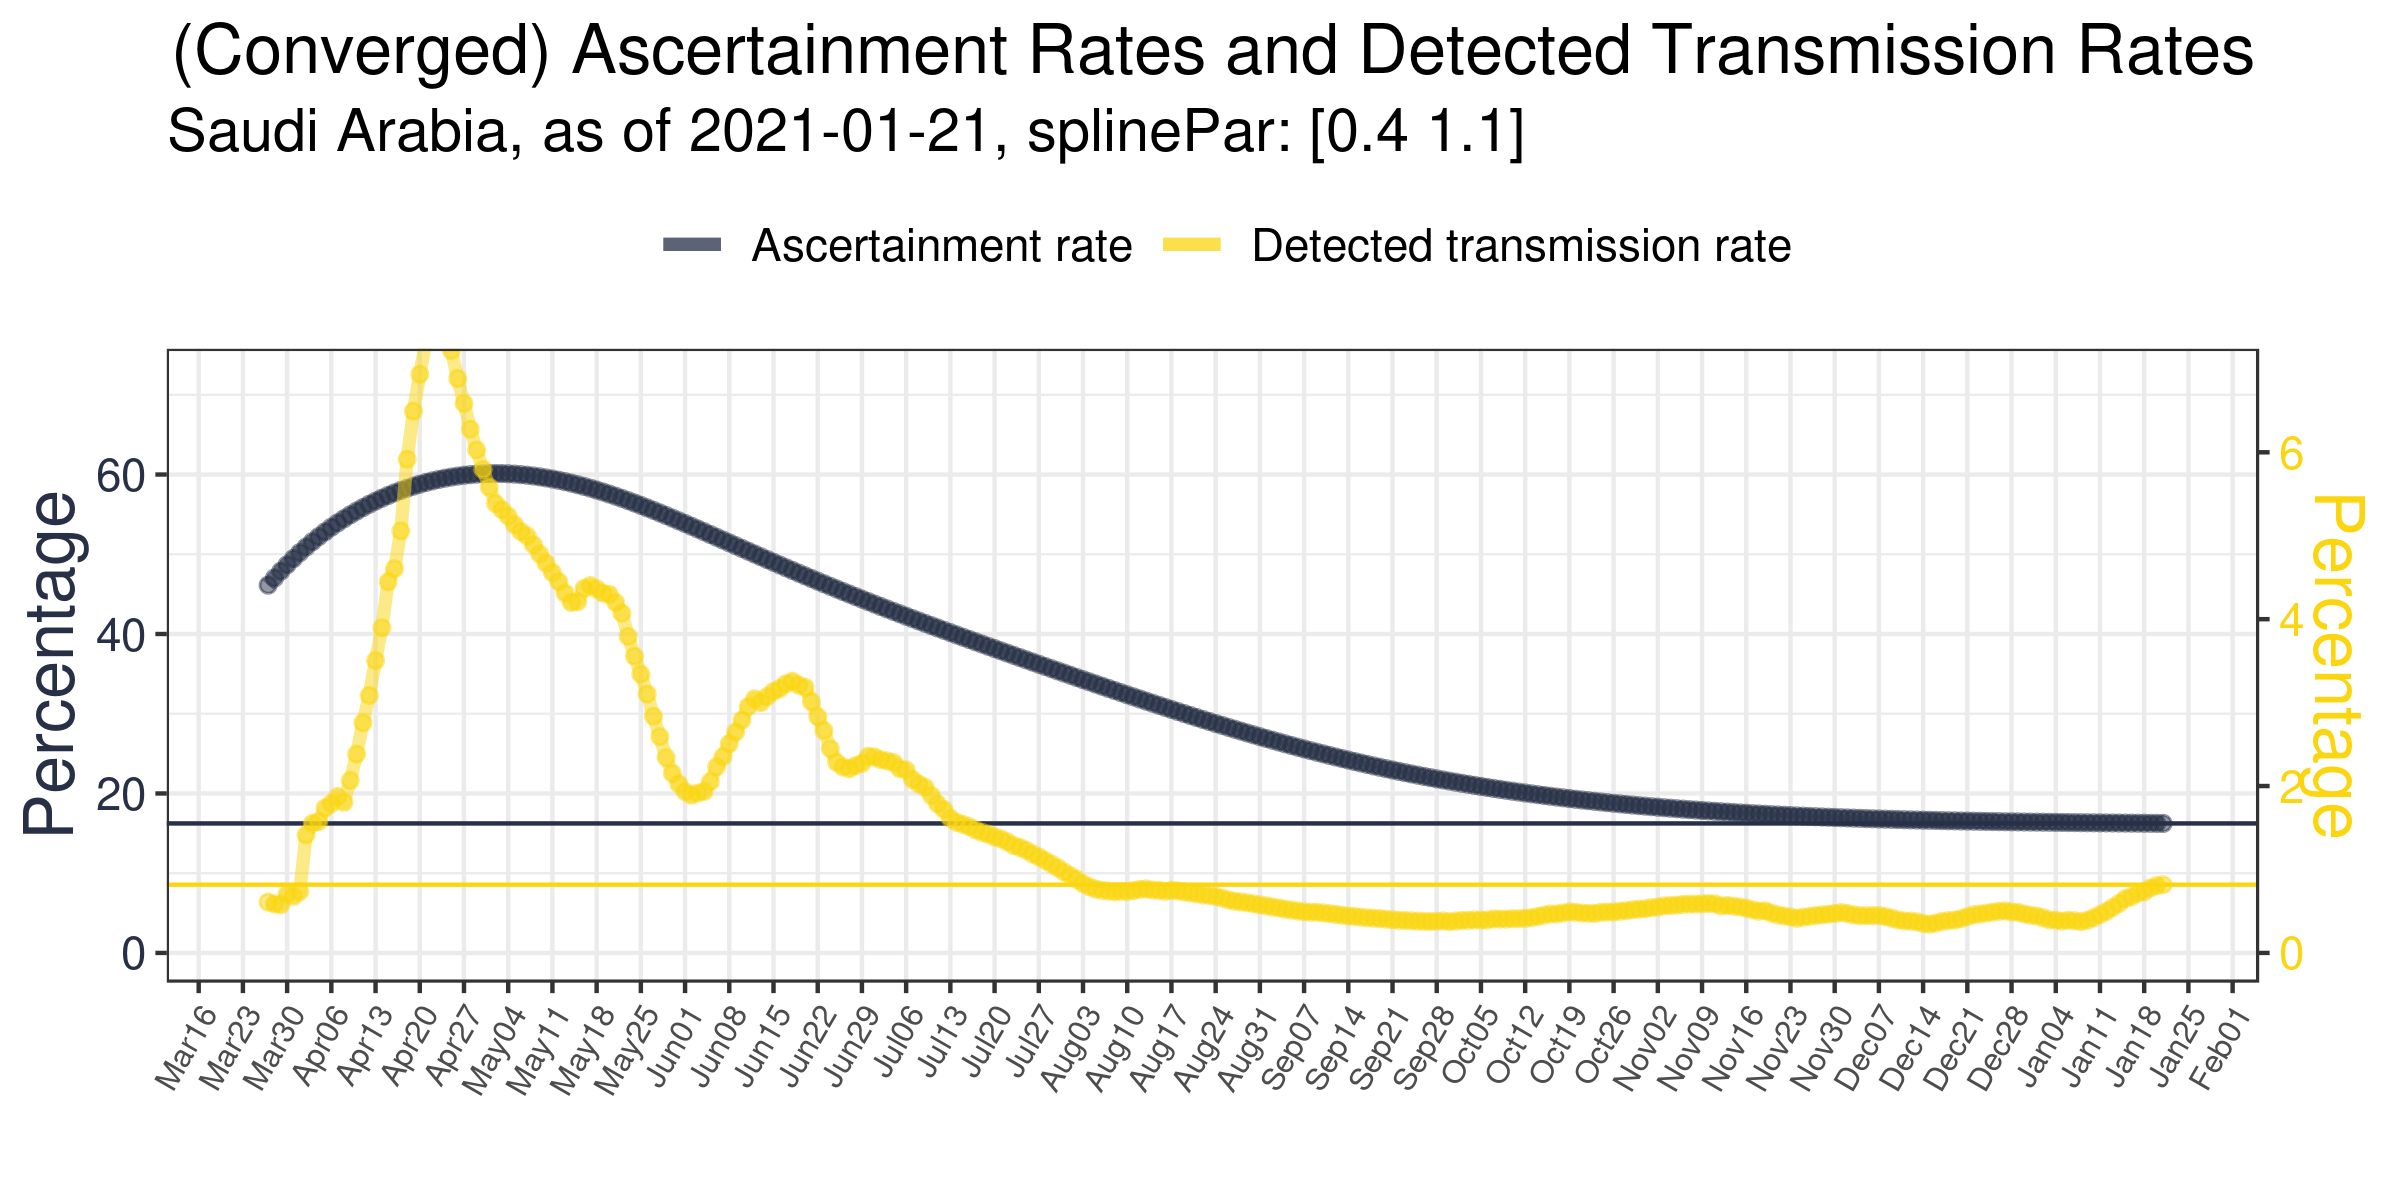 (Converged) Ascertainment Rates and Detected Transmission Rates
Saudi Arabia, as of 2021-01-21, splinePar: [0.4 1.1]
Ascertainment rate Detected transmission rate
Percentage
60
40
20
0
6
4
2
0
Percentage
Mar16 Mar23 Mar30 Apr06 Apr13 Apr20 Apr27 May04 May11 May18 May25 Jun01 Jun08 Jun15 Jun22 Jun29 Jul06 Jul13 Jul20 Jul27 Aug03 Aug10 Aug17 Aug24 Aug31 Sep07 Sep14 Sep21 Sep28 Oct05 Oct12 Oct19 Oct26 Nov02 Nov09 Nov16 Nov23 Nov30 Dec07 Dec14 Dec21 Dec28 Jan04 Jan11 Jan18 Jan25 Feb01